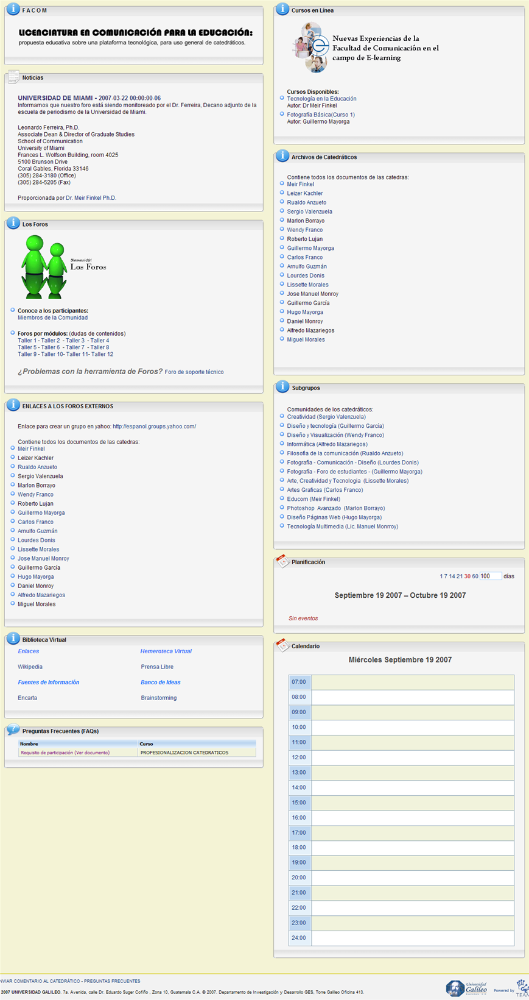 F A C O M
LICENCIATURA EN COMUNICACIÓN PARA LA EDUCACIÓN:
propuesta educativa sobre una plataforma tecnológica, para uso general de catedráticos.
Noticias
UNIVERSIDAD DE MIAMI - 2007-03-22 00:00:00-06
Informamos que nuestro foro está siendo monitoreado por el Dr. Ferreira, Decano adjunto de la
escuela de periodismo de la Universidad de Miami.
Leonardo Ferreira, Ph.D.
Associate Dean & Director of Graduate Studies
School of Communication
University of Miami
Frances L. Wolfson Building, room 4025
5100 Brunson Drive
Coral Gables, Florida 33146
(305) 284-3180 (Office)
(305) 284-5205 (Fax)
Proporcionada por Dr. Meir Finkel Ph.D.
Los Foros
Bienvenid@!
Los Foros
Conoce a los participantes:
Miembros de la Comunidad
Foros por módulos: (dudas de contenidos)
Taller 1 - Taller 2 - Taller 3 - Taller 4
Taller 5 - Taller 6 - Taller 7 - Taller 8
Taller 9 - Taller 10- Taller 11- Taller 12
¿Problemas con la herramienta de Foros? Foro de soporte técnico
ENLACES A LOS FOROS EXTERNOS
Enlace para crear un grupo en yahoo: http://espanol.groups.yahoo.com/
Contiene todos los documentos de las catedras:
Meir Finkel
Leizer Kachler
Rualdo Anzueto
Sergio Valenzuela
Marlon Borrayo
Wendy Franco
Roberto Lujan
Guillermo Mayorga
Carlos Franco
Arnulfo Guzmán
Lourdes Donis
Lissette Morales
Jose Manuel Monroy
Guillermo García
Hugo Mayorga
Daniel Monroy
Alfredo Mazariegos
Miguel Morales
Biblioteca Virtual
Enlaces Hemeroteca Virtual
Wikipedia Prensa Libre
Fuentes de Información Banco de Ideas
Encarta Brainstorming
Preguntas Frecuentes (FAQs)
Nombre Curso
Requisito de participación (Ver documento) PROFESIONALIZACION CATEDRATICOS
Cursos en Línea
e
Nuevas Experiencias de la
Facultad de Comunicación en el
campo de E-learning
Cursos Disponibles:
Tecnología en la Educación
Autor: Dr Meir Finkel
Fotografía Básica(Curso 1)
Autor: Guillermo Mayorga
Archivos de Catedráticos
Contiene todos los documentos de las catedras:
Meir Finkel
Leizer Kachler
Rualdo Anzueto
Sergio Valenzuela
Marlon Borrayo
Wendy Franco
Roberto Lujan
Guillermo Mayorga
Carlos Franco
Arnulfo Guzmán
Lourdes Donis
Lissette Morales
Jose Manuel Monroy
Guillermo García
Hugo Mayorga
Daniel Monroy
Alfredo Mazariegos
Miguel Morales
Subgrupos
Comunidades de los catedráticos:
Creatividad (Sergio Valenzuela)
Diseño y tecnología (Guillermo García)
Diseño y Visualización (Wendy Franco)
Informática (Alfredo Mazariegos)
Filosofia de la comunicación (Rualdo Anzueto)
Fotografia - Comunicación - Diseño (Lourdes Donis)
Fotografía - Foro de estudiantes - (Guillermo Mayorga)
Arte, Creatividad y Tecnologia (Lissette Morales)
Artes Graficas (Carlos Franco)
Educom (Meir Finkel)
Photoshop Avanzado (Marlon Borrayo)
Diseño Páginas Web (Hugo Mayorga)
Tecnología Multimedia (Lic. Manuel Monrroy)
Planificación
1 7 14 21 30 60 100 días
Septiembre 19 2007 – Octubre 19 2007
Sin eventos
Calendario
Miércoles Septiembre 19 2007
07:00
08:00
09:00
10:00
11:00
12:00
13:00
14:00
15:00
16:00
17:00
18:00
19:00
20:00
21:00
22:00
23:00
24:00
NVIAR COMENTARIO AL CATEDRÁTICO - PREGUNTAS FRECUENTES
2007 UNIVERSIDAD GALILEO. 7a. Avenida, calle Dr. Eduardo Suger Cofiño , Zona 10, Guatemala C.A. © 2007. Departamento de Investigación y Desarrollo GES, Torre Galileo Oficina 413.
Universidad
Galileo
Powered by
TEAM